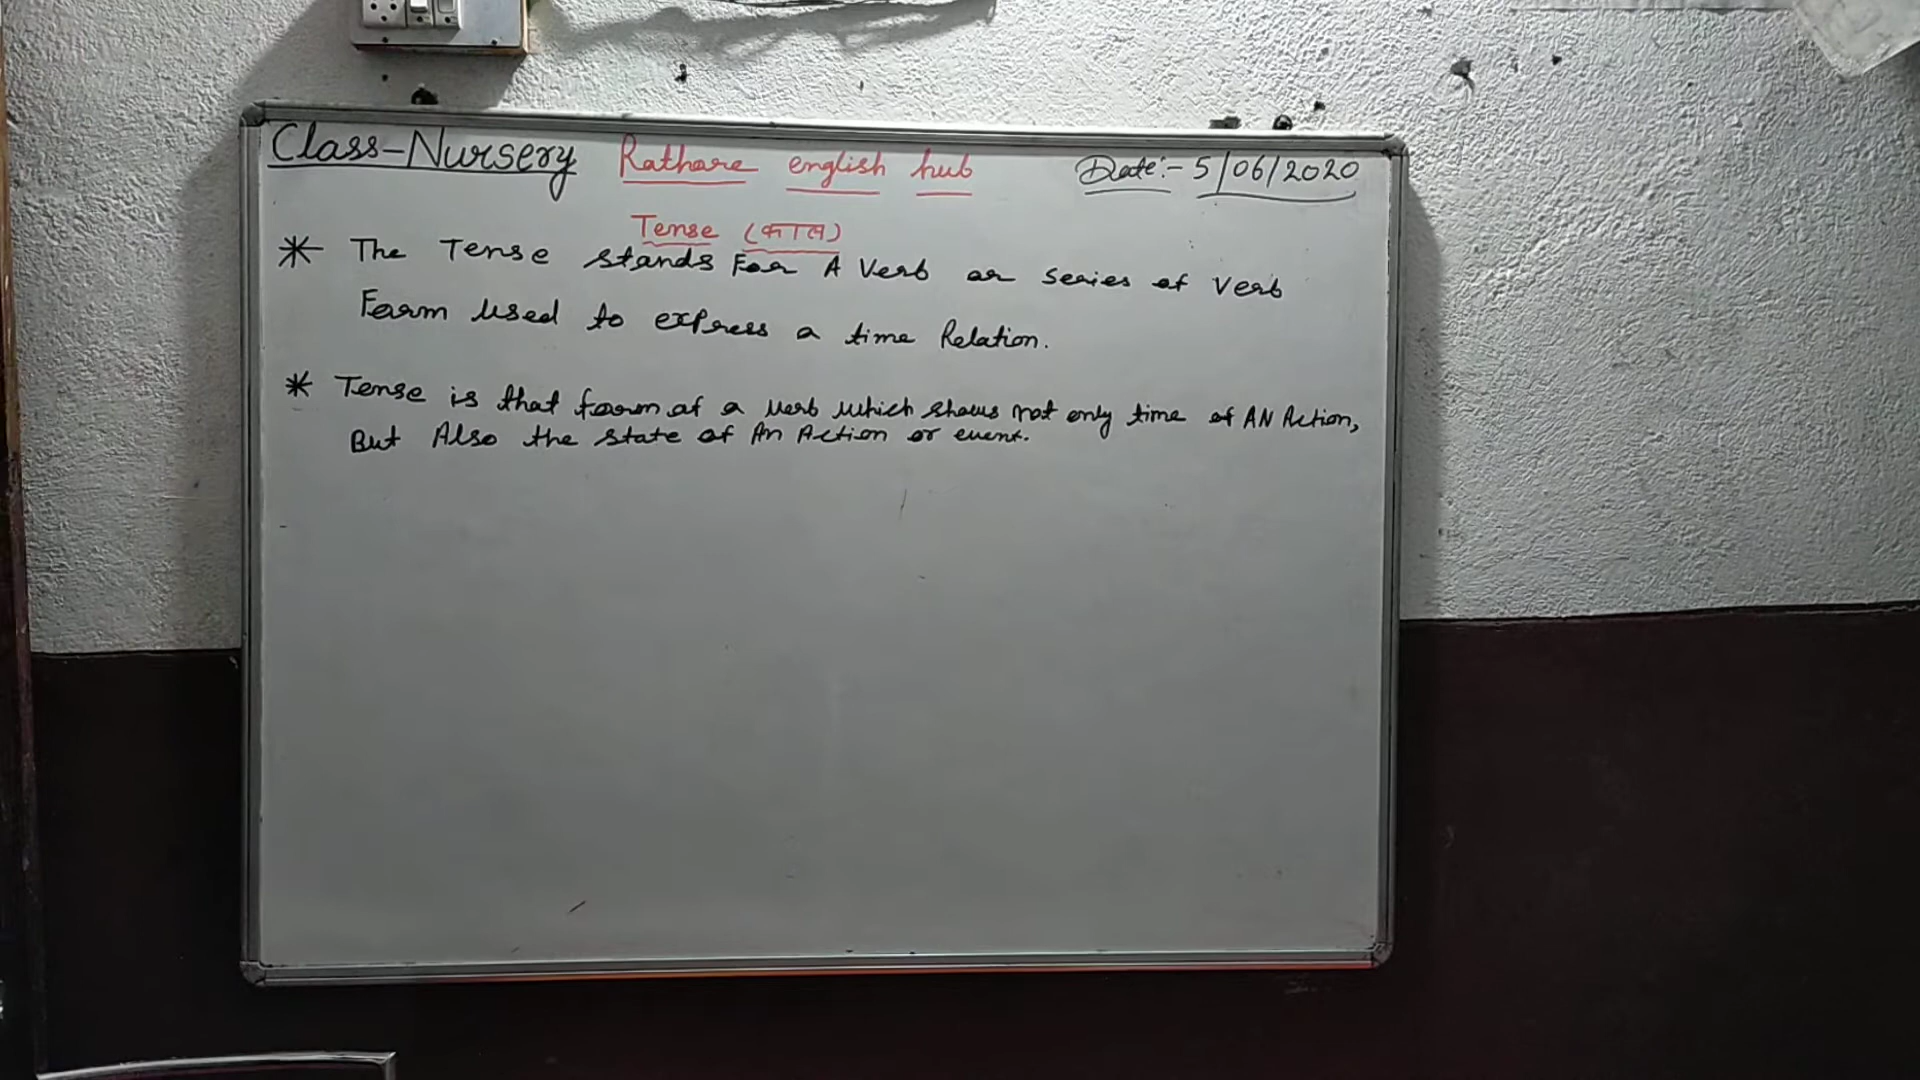 Class-Nursery Rathore english hub Date:- 5/06/2020
Tense (काल)
* The Tense stands For A Verb or series of Verb
Form used to express a time Relation.
* Tense is that form of a verb which shows not only time of AN Action,
But Also the state of An Action or event.